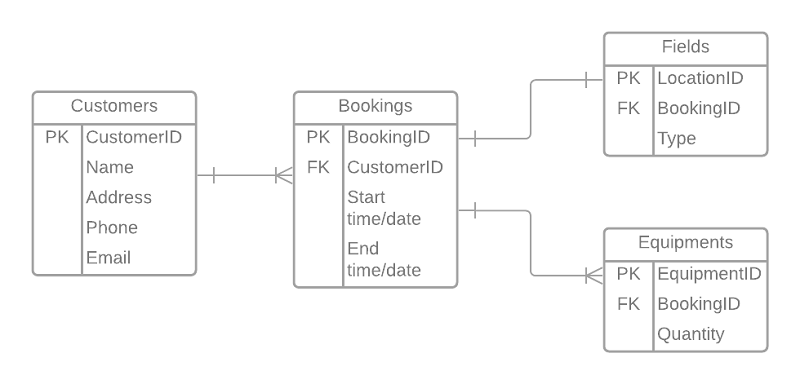 Customers
PK CustomerID
Name
Address
Phone
Email
Bookings
PK BookingID
FK CustomerID
Start
time/date
End
time/date
Fields
PK LocationID
FK BookingID
Type
Equipments
PK EquipmentID
FK BookingID
Quantity